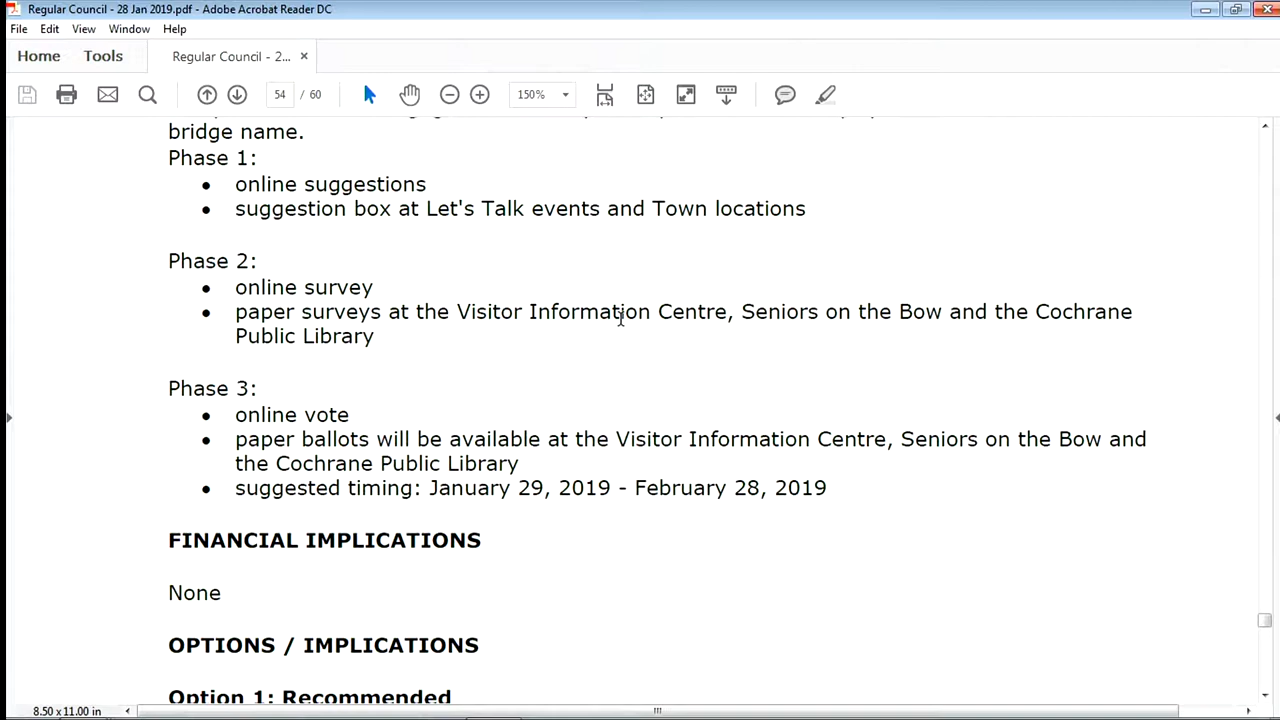 Regular Council - 28 Jan 2019.pdf - Adobe Acrobat Reader DC
File Edit View Window Help
Home Tools Regular Council - 2... ×
54 / 60 150%
bridge name.
Phase 1:
• online suggestions
• suggestion box at Let's Talk events and Town locations
Phase 2:
• online survey
• paper surveys at the Visitor Information Centre, Seniors on the Bow and the Cochrane
Public Library
Phase 3:
• online vote
• paper ballots will be available at the Visitor Information Centre, Seniors on the Bow and
the Cochrane Public Library
• suggested timing: January 29, 2019 - February 28, 2019
FINANCIAL IMPLICATIONS
None
OPTIONS / IMPLICATIONS
Option 1: Recommended
8.50 x 11.00 in